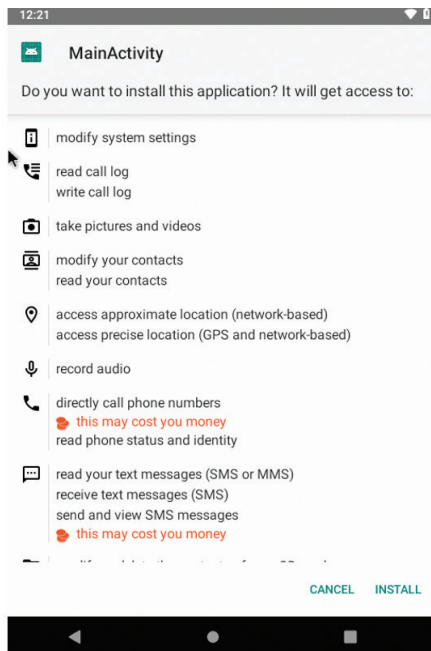 12:21
MainActivity
Do you want to install this application? It will get access to:
modify system settings
read call log
write call log
take pictures and videos
modify your contacts
read your contacts
access approximate location (network-based)
access precise location (GPS and network-based)
record audio
directly call phone numbers
this may cost you money
read phone status and identity
read your text messages (SMS or MMS)
receive text messages (SMS)
send and view SMS messages
this may cost you money
CANCEL INSTALL